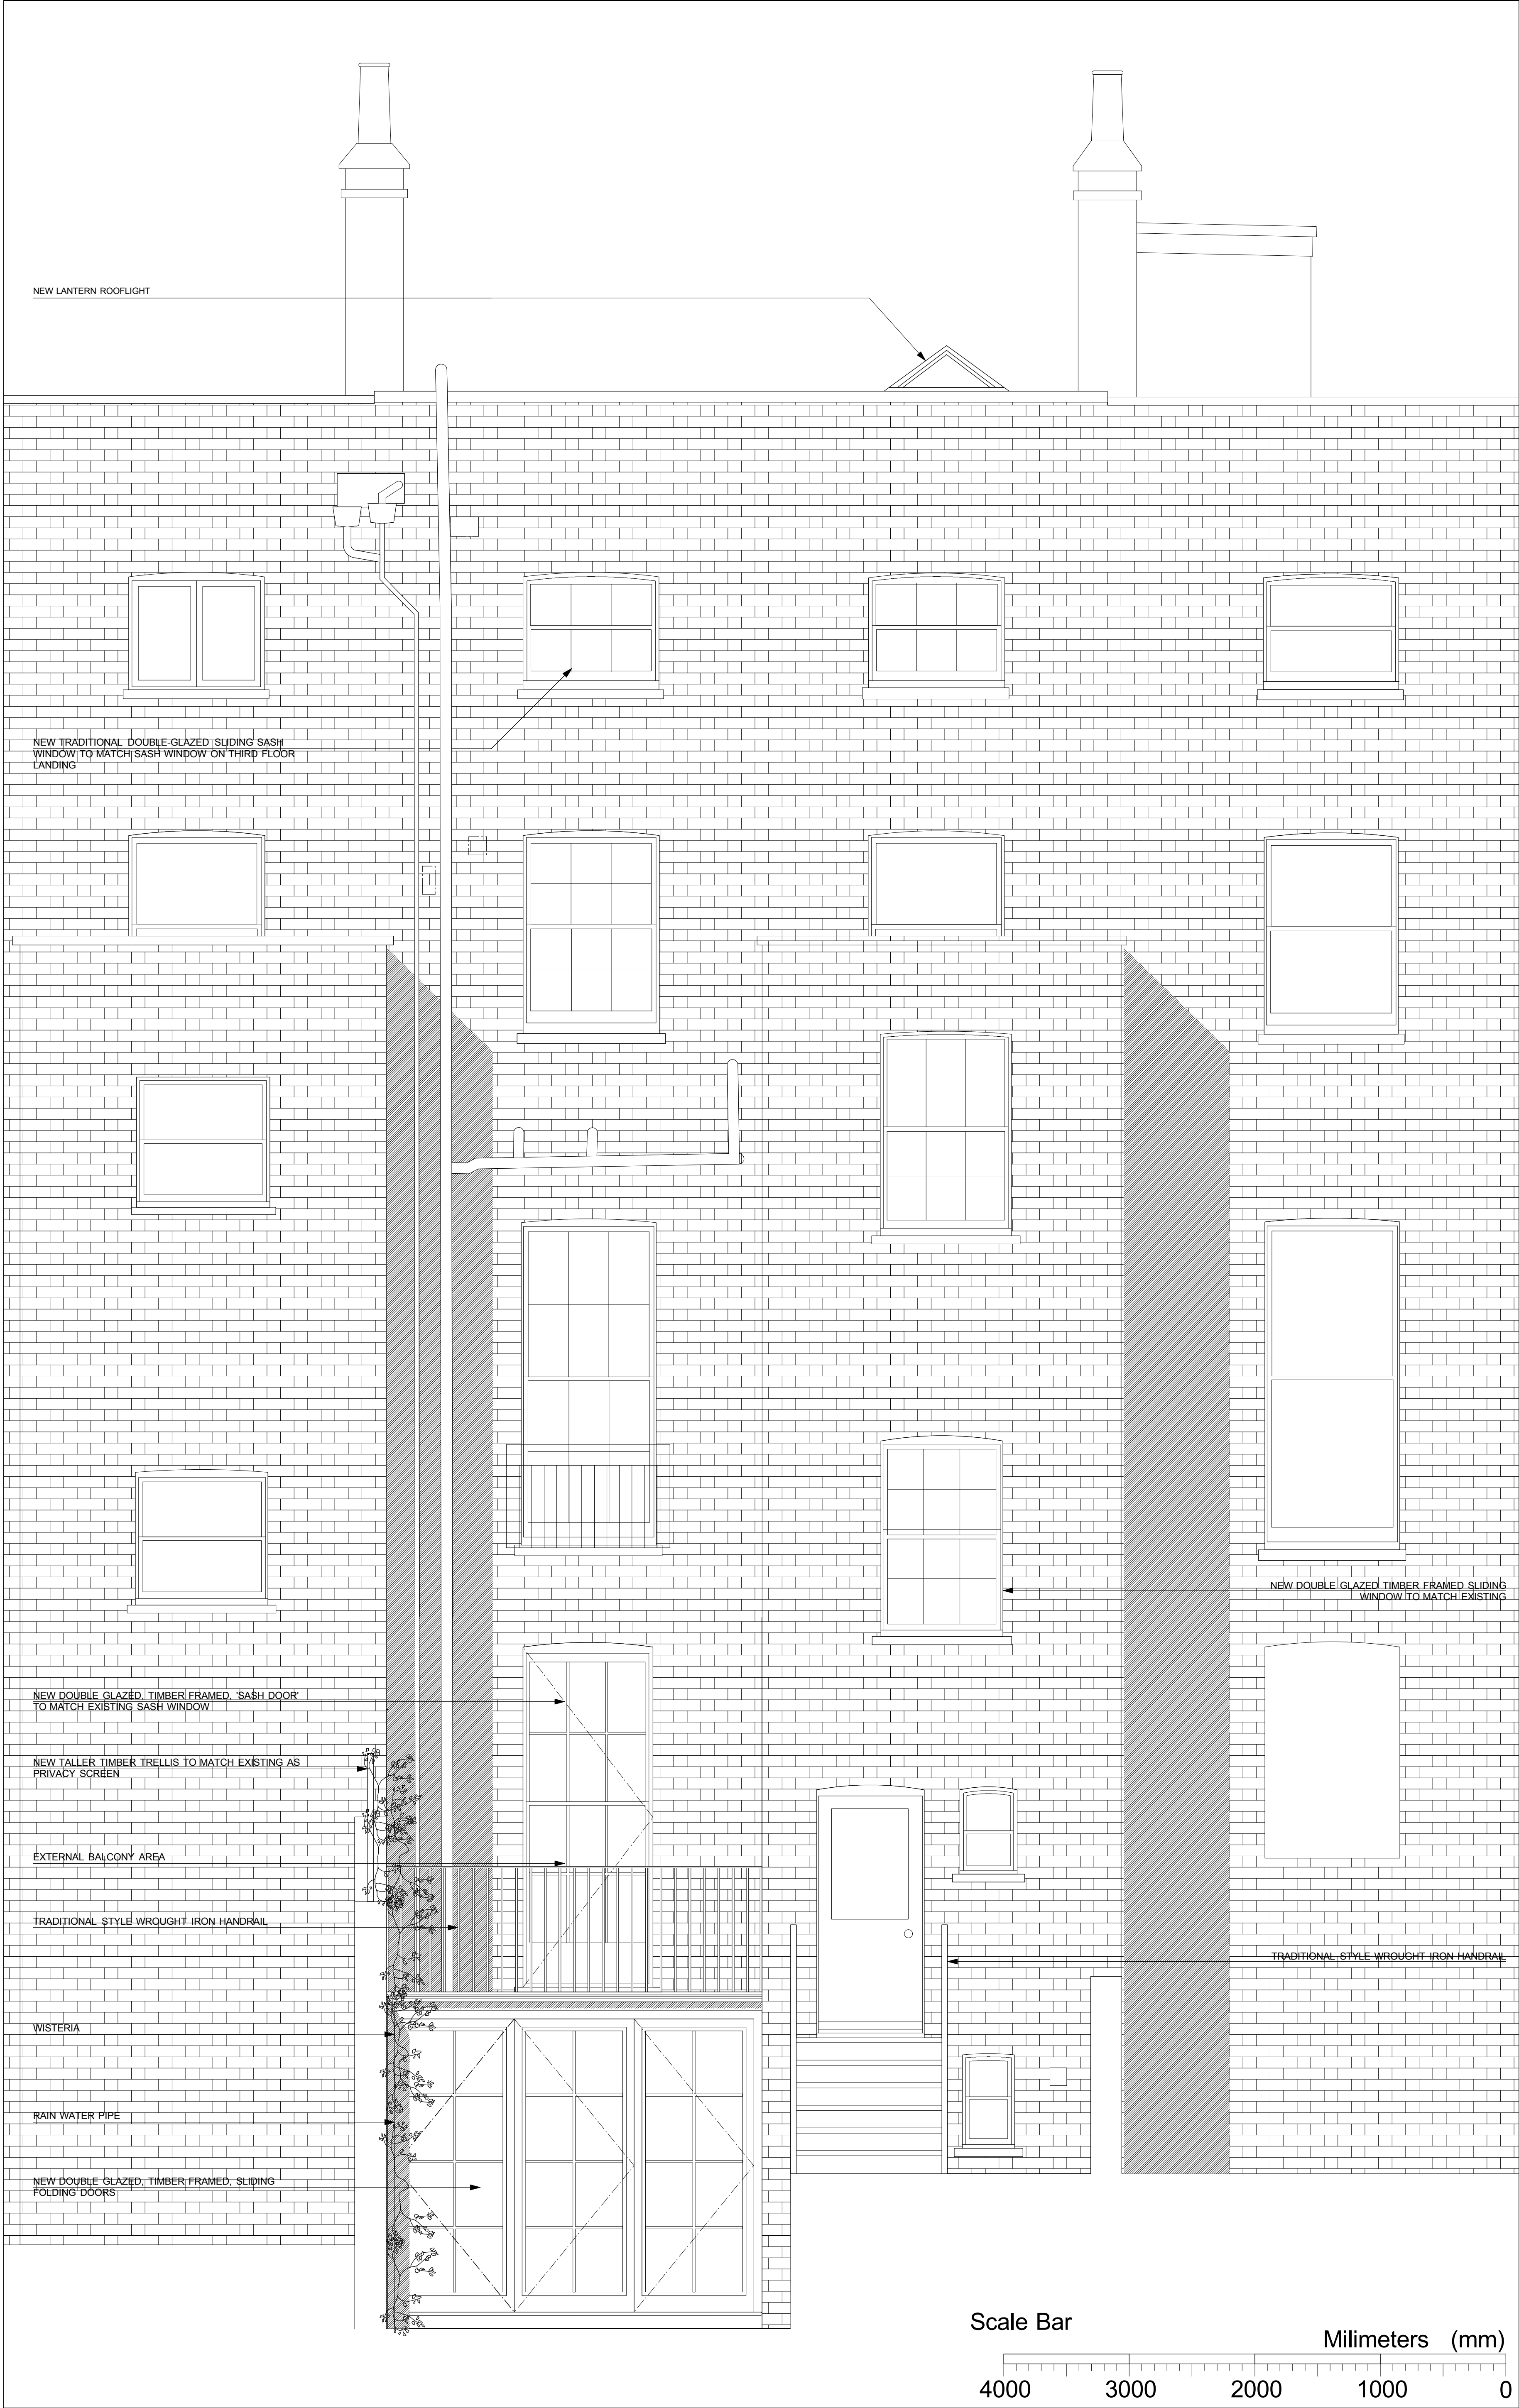 NEW LANTERN ROOFLIGHT
NEW TRADITIONAL DOUBLE-GLAZED SLIDING SASH
WINDOW TO MATCH SASH WINDOW ON THIRD FLOOR
LANDING
NEW DOUBLE GLAZED TIMBER FRAMED SLIDING
WINDOW TO MATCH EXISTING
NEW DOUBLE GLAZED, TIMBER FRAMED, 'SASH DOOR'
TO MATCH EXISTING SASH WINDOW
NEW TALLER TIMBER TRELLIS TO MATCH EXISTING AS
PRIVACY SCREEN
EXTERNAL BALCONY AREA
TRADITIONAL STYLE WROUGHT IRON HANDRAIL
TRADITIONAL STYLE WROUGHT IRON HANDRAIL
WISTERIA
RAIN WATER PIPE
NEW DOUBLE GLAZED, TIMBER FRAMED, SLIDING
FOLDING DOORS
Scale Bar
Milimeters (mm)
4000 3000 2000 1000 0